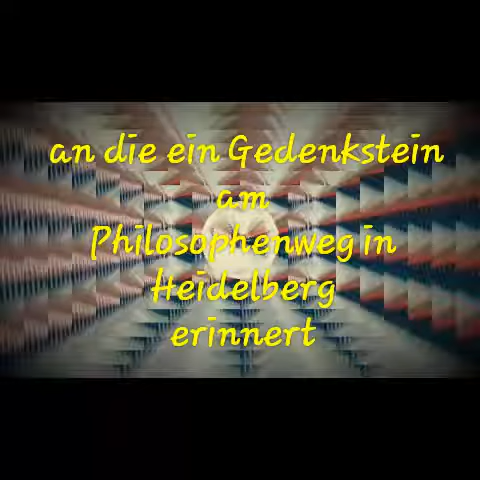 an die ein Gedenkstein
am
Philosophenweg in
Heidelberg
erinnert